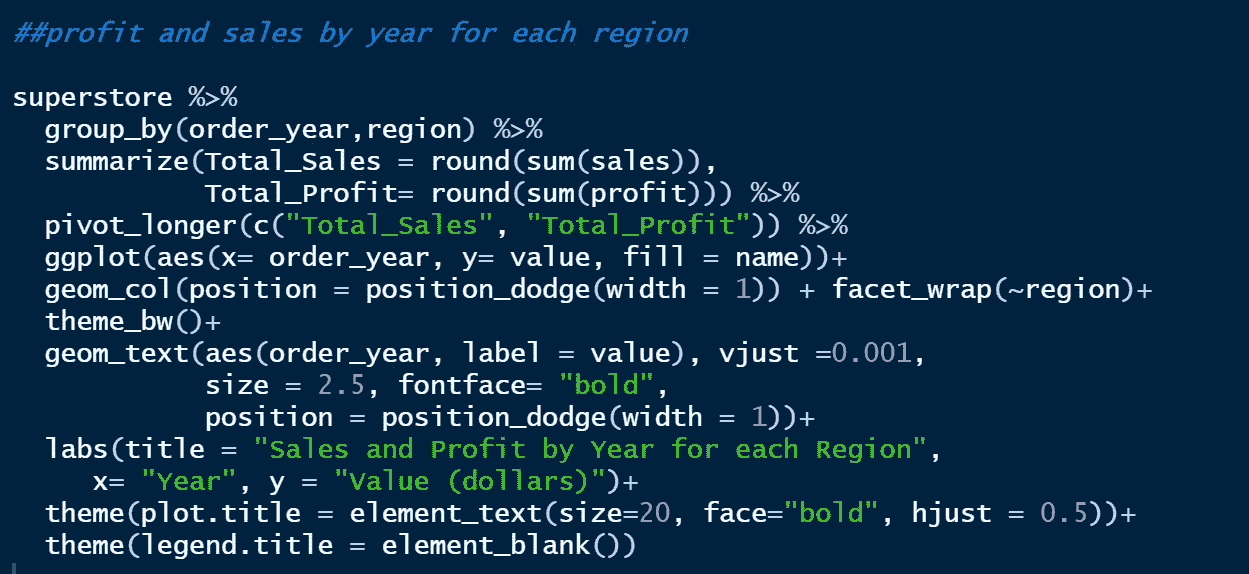 ##profit and sales by year for each region
superstore %>%
  group_by(order_year,region) %>%
  summarize(Total_Sales = round(sum(sales)),
            Total_Profit= round(sum(profit))) %>%
  pivot_longer(c("Total_Sales", "Total_Profit")) %>%
  ggplot(aes(x= order_year, y= value, fill = name))+
  geom_col(position = position_dodge(width = 1)) + facet_wrap(~region)+
  theme_bw()+
  geom_text(aes(order_year, label = value), vjust =0.001,
            size = 2.5, fontface= "bold",
            position = position_dodge(width = 1))+
  labs(title = "Sales and Profit by Year for each Region",
     x= "Year", y = "Value (dollars)")+
  theme(plot.title = element_text(size=20, face="bold", hjust = 0.5))+
  theme(legend.title = element_blank())